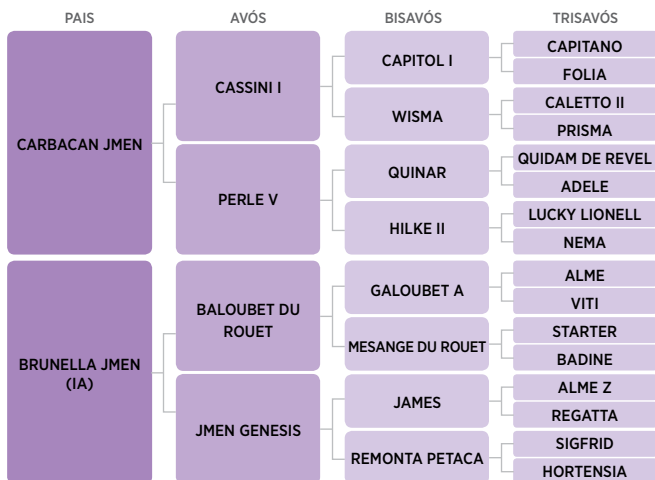 PAIS
AVÓS
BISAVÓS
TRISAVÓS
CARBACAN JMEN
CASSINI I
CAPITOL I
CAPITANO
FOLIA
WISMA
CALETTO II
PRISMA
PERLE V
QUINAR
QUIDAM DE REVEL
ADELE
HILKE II
LUCKY LIONELL
NEMA
BRUNELLA JMEN
(IA)
BALOUBET DU
ROUET
GALOUBET A
ALME
VITI
MESANGE DU ROUET
STARTER
BADINE
JMEN GENESIS
JAMES
ALME Z
REGATTA
REMONTA PETACA
SIGFRID
HORTENSIA